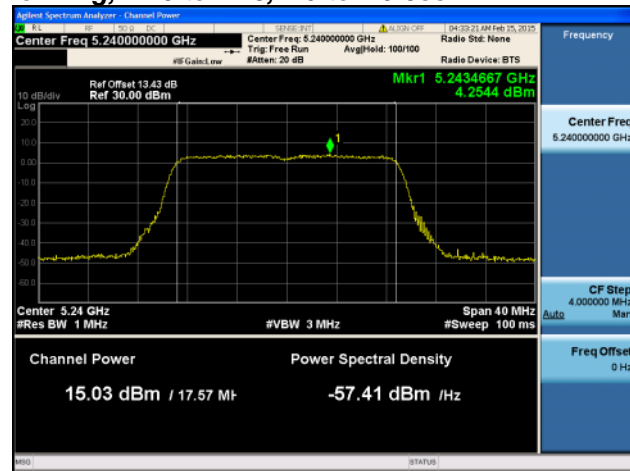 Agilent Spectrum Analyzer - Channel Power
RL RF 50 Ω DC SENSE:INT ALIGN OFF 04:33:21 AM Feb 15, 2015
Center Freq 5.240000000 GHz
Center Freq: 5.240000000 GHz
Radio Std: None
Trig: Free Run Avg|Hold: 100/100
#IFGain:Low #Atten: 20 dB Radio Device: BTS
Frequency
Ref Offset 13.43 dB
Mkr1 5.2434667 GHz
10 dB/div Ref 30.00 dBm 4.2544 dBm
Log
20.0
10.0
0.00
-10.0
-20.0
-30.0
-40.0
-50.0
-60.0
1
Center Freq
5.240000000 GHz
Center 5.24 GHz Span 40 MHz
#Res BW 1 MHz #VBW 3 MHz #Sweep 100 ms
CF Step
4.000000 MHz
Auto Man
Channel Power Power Spectral Density
15.03 dBm / 17.57 MH -57.41 dBm /Hz
Freq Offset
0 Hz
MSG STATUS